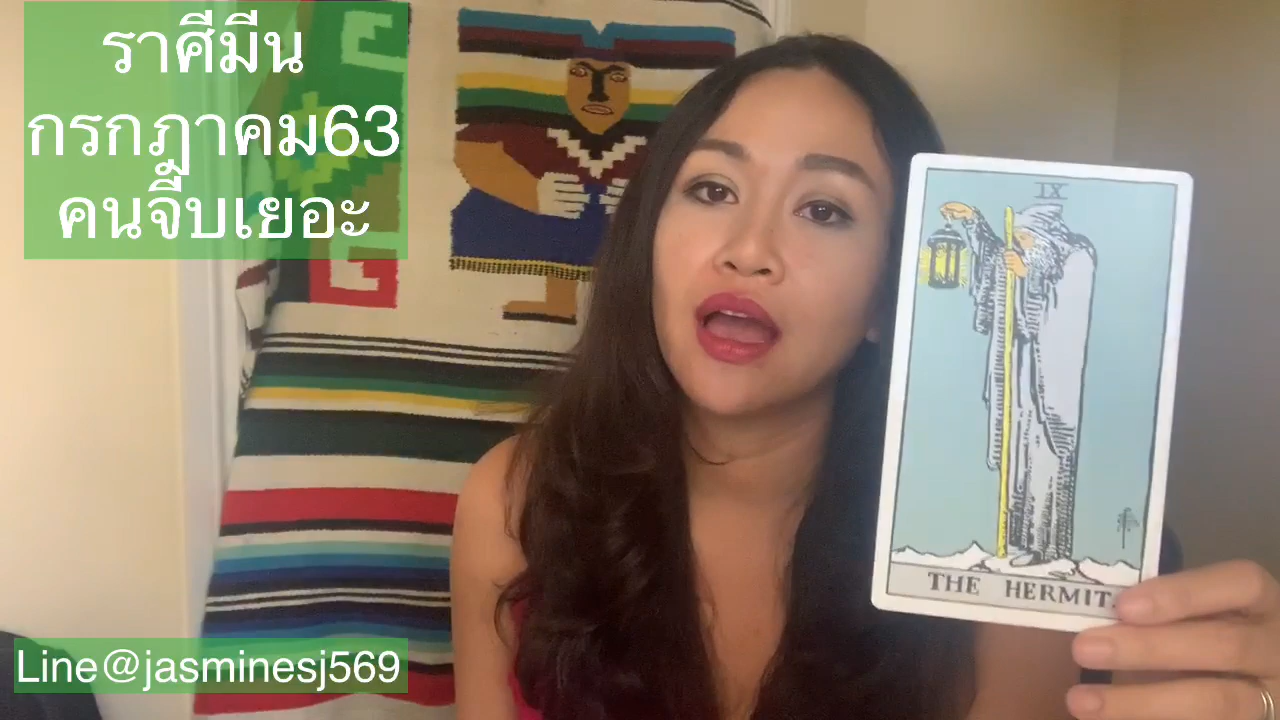 ราศีมีน
กรกฎาคม63
คนจีบเยอะ
IX
THE HERMIT.
Line@jasminesj569